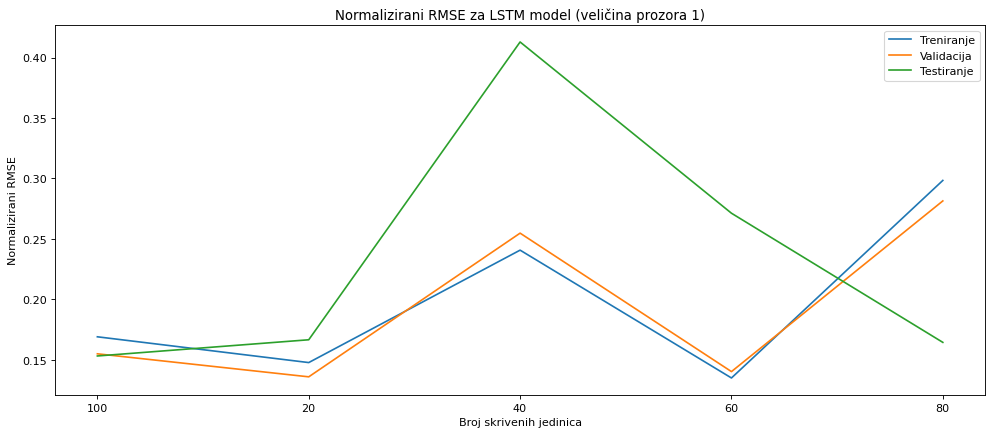 Normalizirani RMSE za LSTM model (veličina prozora 1)
Treniranje
Validacija
Testiranje
Normalizirani RMSE
0.40
0.35
0.30
0.25
0.20
0.15
100 20 40 60 80
Broj skrivenih jedinica